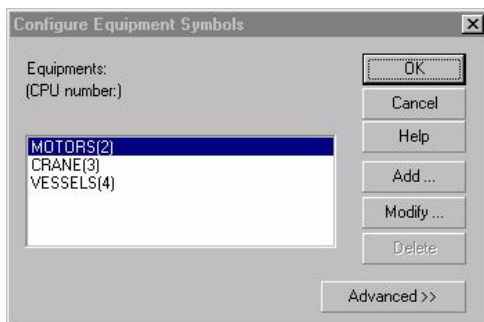 Configure Equipment Symbols
Equipments:
(CPU number:)
MOTORS(2)
CRANE(3)
VESSELS(4)
OK
Cancel
Help
Add ...
Modify ...
Delete
Advanced >>